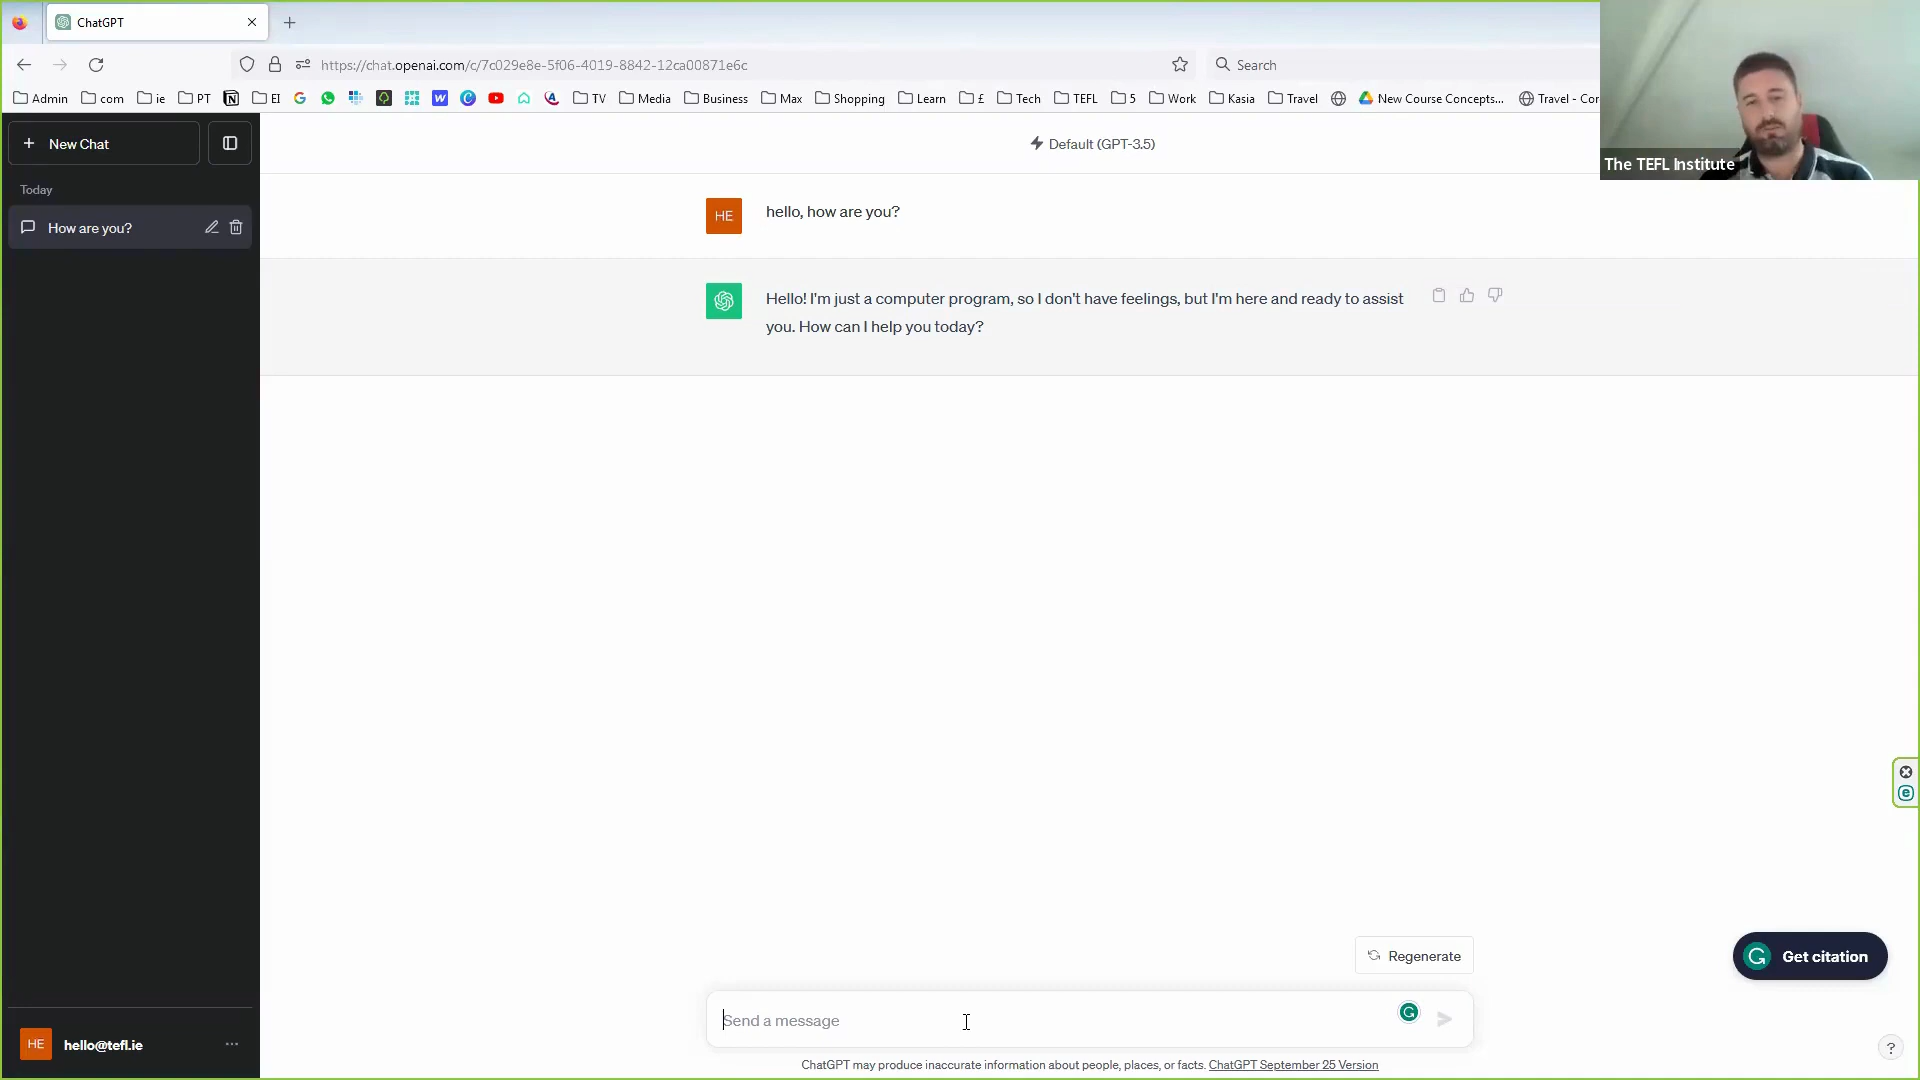 ChatGPT
https://chat.openai.com/c/7c029e8e-5f06-4019-8842-12ca00871e6c
Search
Admin com ie PT EI TV Media Business Max Shopping Learn £ Tech TEFL 5 Work Kasia Travel New Course Concepts... Travel - Cor
The TEFL Institute
New Chat
Default (GPT-3.5)
Today
How are you?
HE
hello, how are you?
Hello! I'm just a computer program, so I don't have feelings, but I'm here and ready to assist
you. How can I help you today?
Regenerate
Get citation
Send a message
HE
hello@tefl.ie
ChatGPT may produce inaccurate information about people, places, or facts. ChatGPT September 25 Version
?